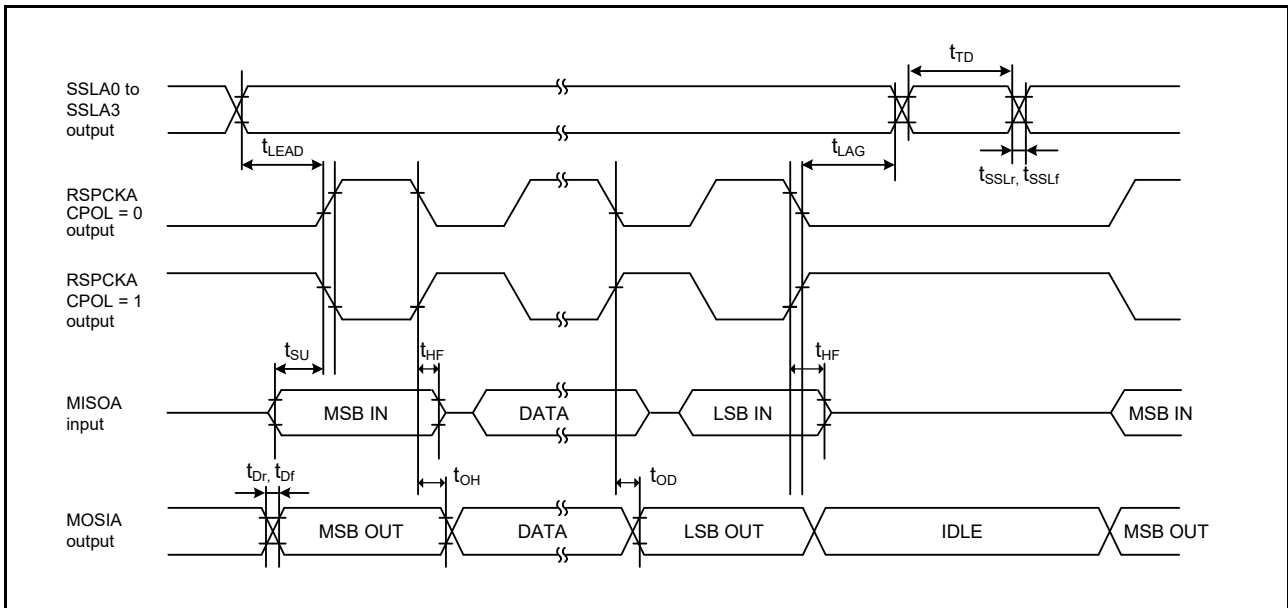 SSLA0 to
SSLA3
output
tTD
tLEAD
tLAG
tSSLr, tSSLf
RSPCKA
CPOL = 0
output
RSPCKA
CPOL = 1
output
tSU
tHF
tHF
MISOA
input
MSB IN
DATA
LSB IN
MSB IN
tDr, tDf
tOH
tOD
MOSIA
output
MSB OUT
DATA
LSB OUT
IDLE
MSB OUT